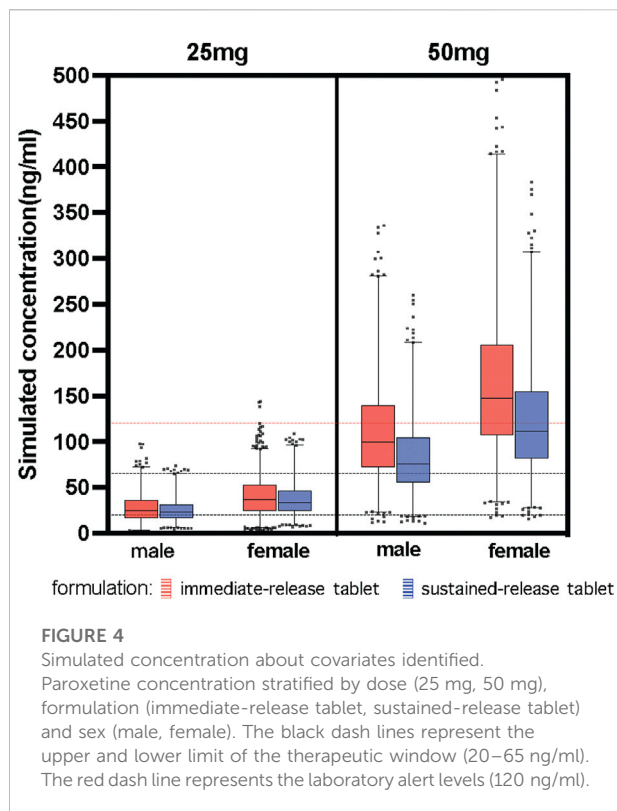 25mg 50mg
Simulated concentration(ng/ml)
500
450
400
350
300
250
200
150
100
50
0
male female male female
formulation: immediate-release tablet sustained-release tablet
FIGURE 4
Simulated concentration about covariates identified.
Paroxetine concentration stratified by dose (25 mg, 50 mg),
formulation (immediate-release tablet, sustained-release tablet)
and sex (male, female). The black dash lines represent the
upper and lower limit of the therapeutic window (20–65 ng/ml).
The red dash line represents the laboratory alert levels (120 ng/ml).